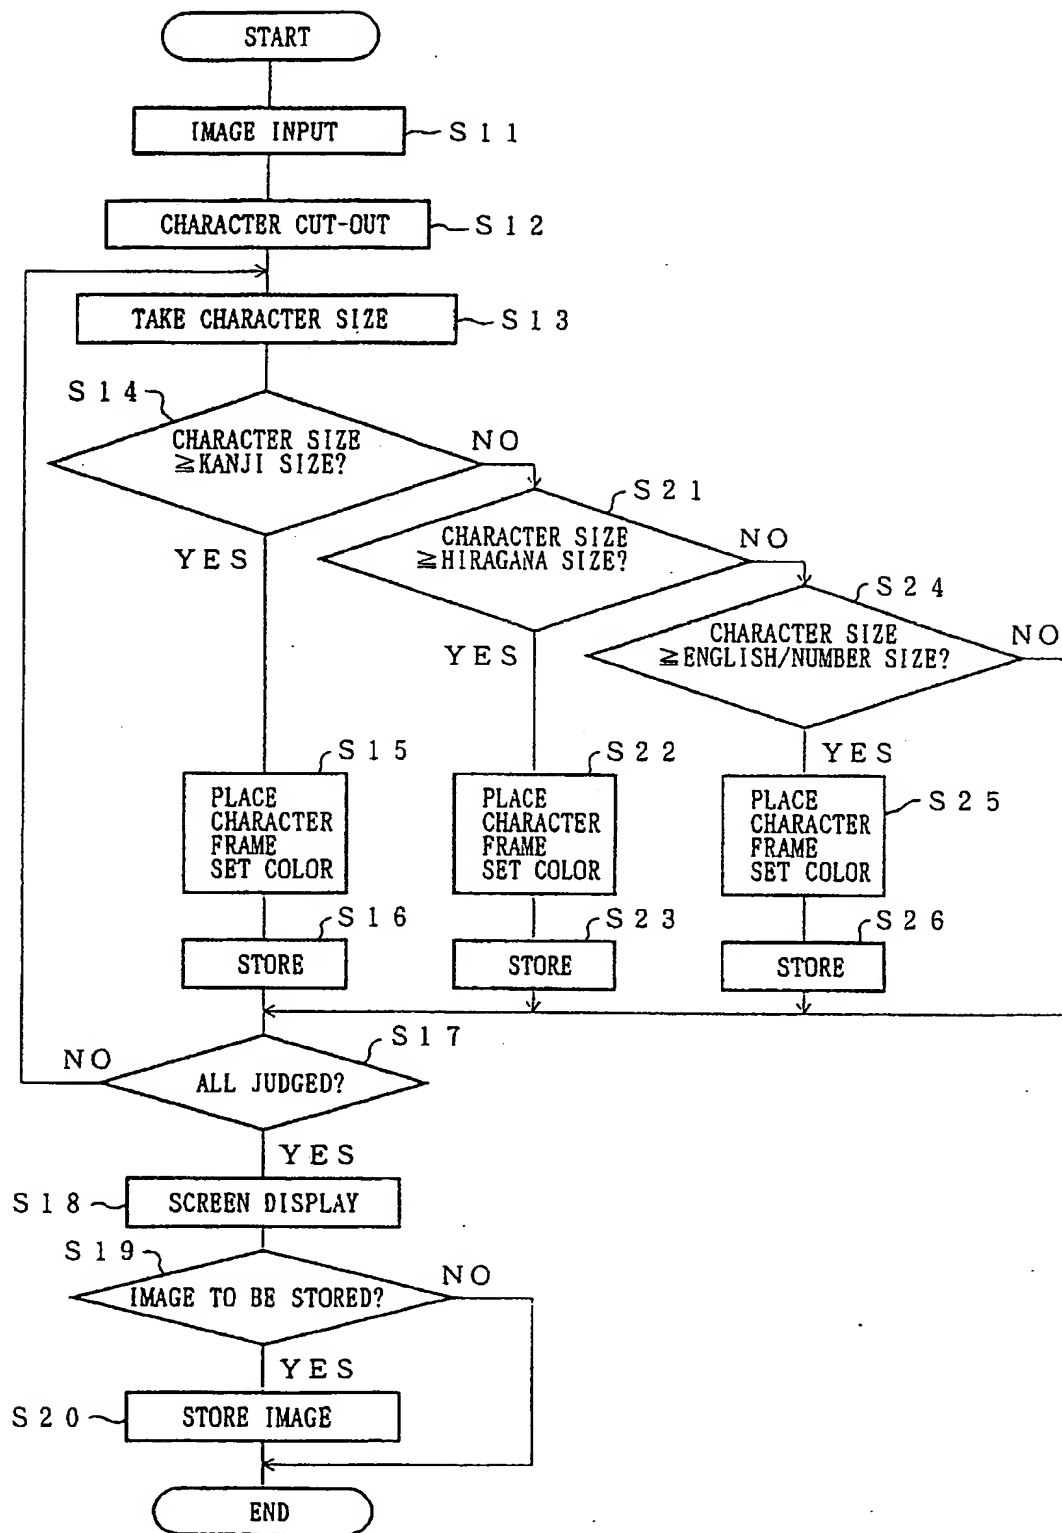 START
IMAGE INPUT
S11
CHARACTER CUT-OUT
S12
TAKE CHARACTER SIZE
S13
S14
CHARACTER SIZE
≧KANJI SIZE?
NO
YES
S21
CHARACTER SIZE
≧HIRAGANA SIZE?
NO
YES
S24
CHARACTER SIZE
≧ENGLISH/NUMBER SIZE?
NO
YES
S15
PLACE
CHARACTER
FRAME
SET COLOR
S22
PLACE
CHARACTER
FRAME
SET COLOR
S25
PLACE
CHARACTER
FRAME
SET COLOR
S16
STORE
S23
STORE
S26
STORE
S17
NO
ALL JUDGED?
YES
S18
SCREEN DISPLAY
S19
IMAGE TO BE STORED?
NO
YES
S20
STORE IMAGE
END